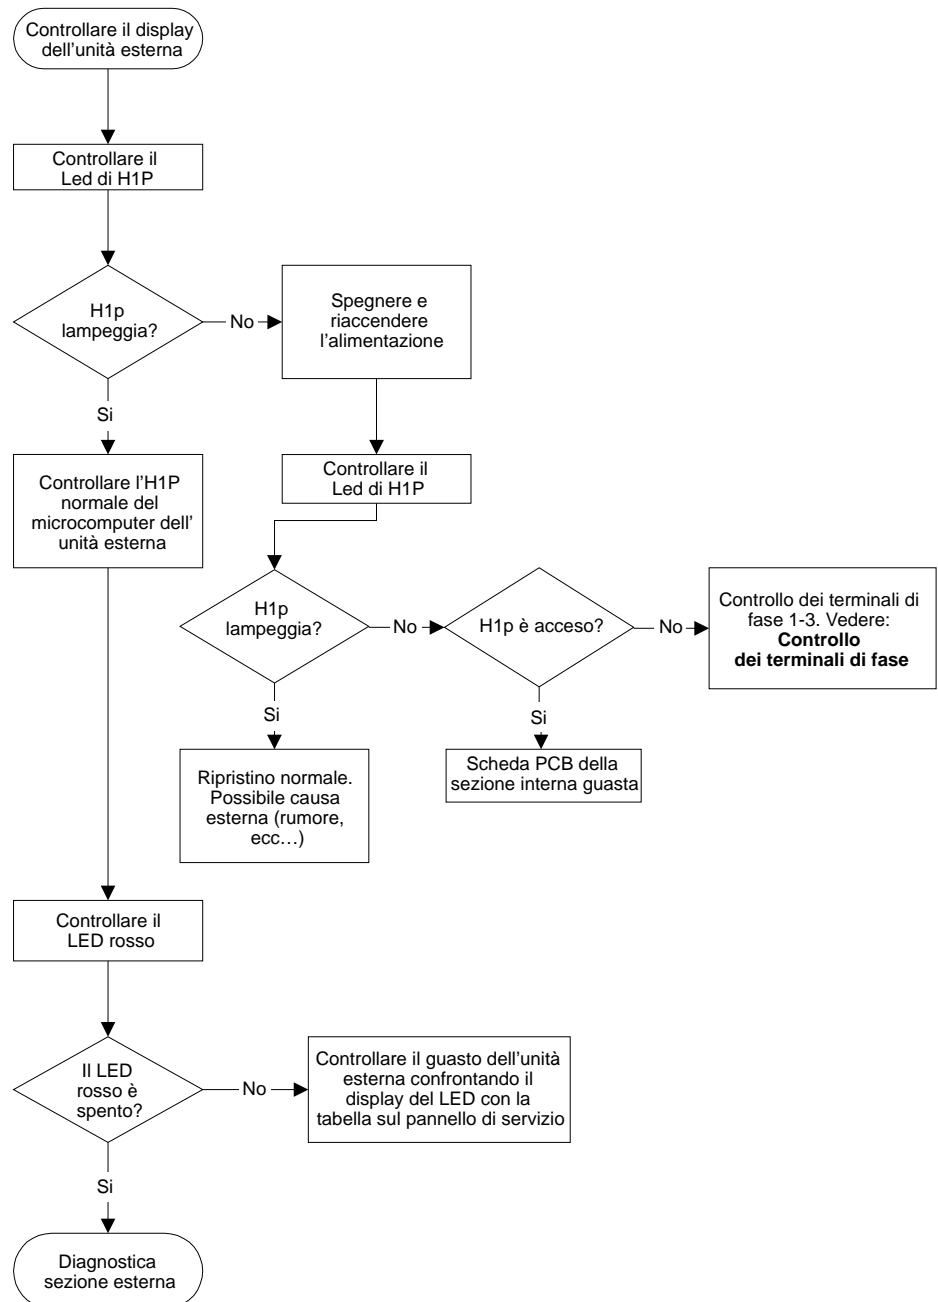 Controllare il display
dell'unità esterna
Controllare il
Led di H1P
H1p
lampeggia?
No
Spegnere e
riaccendere
l'alimentazione
Si
Controllare l'H1P
normale del
microcomputer dell'
unità esterna
Controllare il
Led di H1P
H1p
lampeggia?
No
H1p è acceso?
No
Controllo dei terminali di
fase 1-3. Vedere:
Controllo
dei terminali di fase
Si
Ripristino normale.
Possibile causa
esterna (rumore,
ecc…)
Si
Scheda PCB della
sezione interna guasta
Controllare il
LED rosso
Il LED
rosso è
spento?
No
Controllare il guasto dell'unità
esterna confrontando il
display del LED con la
tabella sul pannello di servizio
Si
Diagnostica
sezione esterna